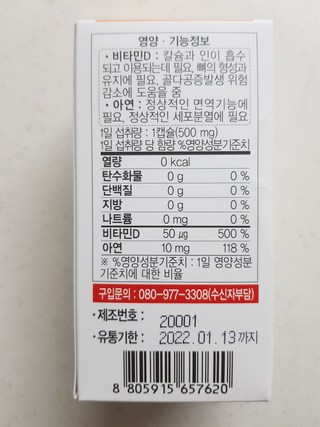 영양 · 기능정보
· 비타민D : 칼슘과 인이 흡수
되고 이용되는데 필요, 뼈의 형성과
유지에 필요, 골다공증발생 위험
감소에 도움을 줌
· 아연 : 정상적인 면역기능에
필요, 정상적인 세포분열에 필요
1일 섭취량 : 1캡슐(500 mg)
1일 섭취량 당 함량 %영양성분기준치
열량 0 kcal
탄수화물 0 g 0 %
단백질 0 g 0 %
지방 0 g 0 %
나트륨 0 mg 0 %
비타민D 50 µg 500 %
아연 10 mg 118 %
※ %영양성분기준치 : 1일 영양성분
기준치에 대한 비율
구입문의 : 080-977-3308(수신자부담)
· 제조번호 : 20001
· 유통기한 : 2022.01.13까지
8 805915 657620